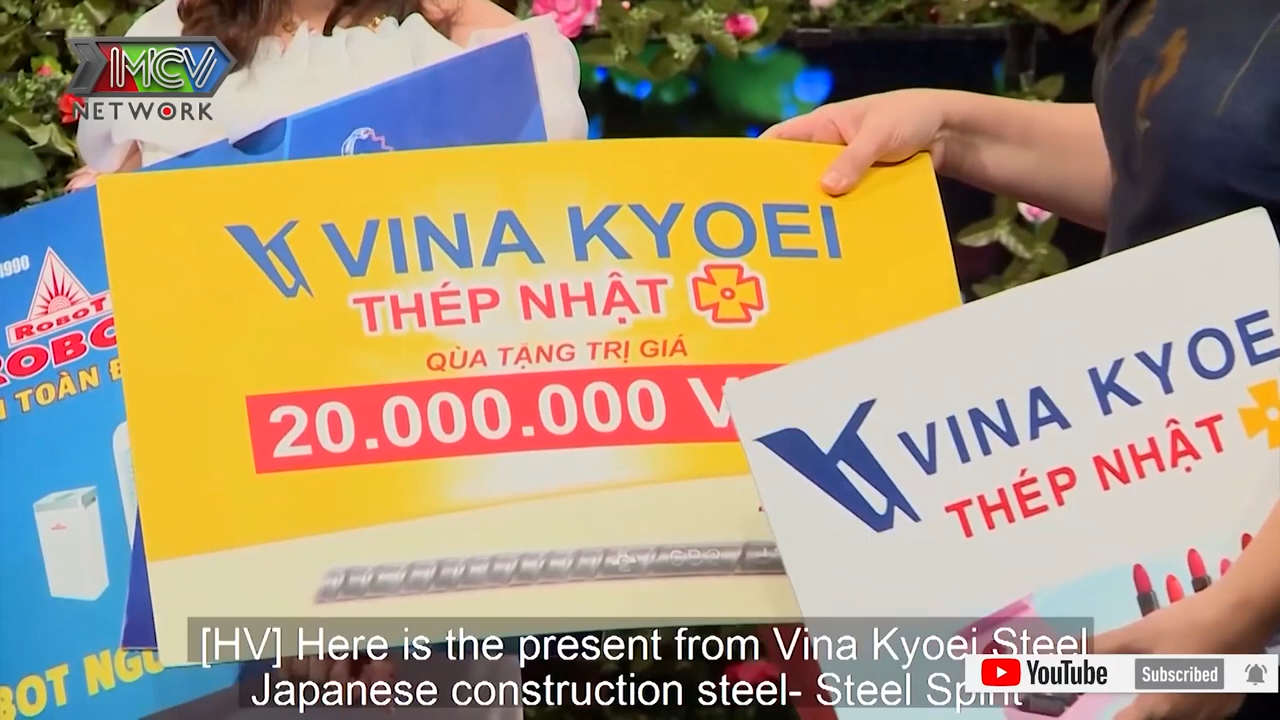 MCV
NETWORK
VINA KYOEI
THÉP NHẬT
QÙA TẶNG TRỊ GIÁ
20.000.000 V
ROBOT
VINA KYOE
THÉP NHẬT
[HV] Here is the present from Vina Kyoei Steel
Japanese construction steel- Steel Spirit
YouTube
Subscribed